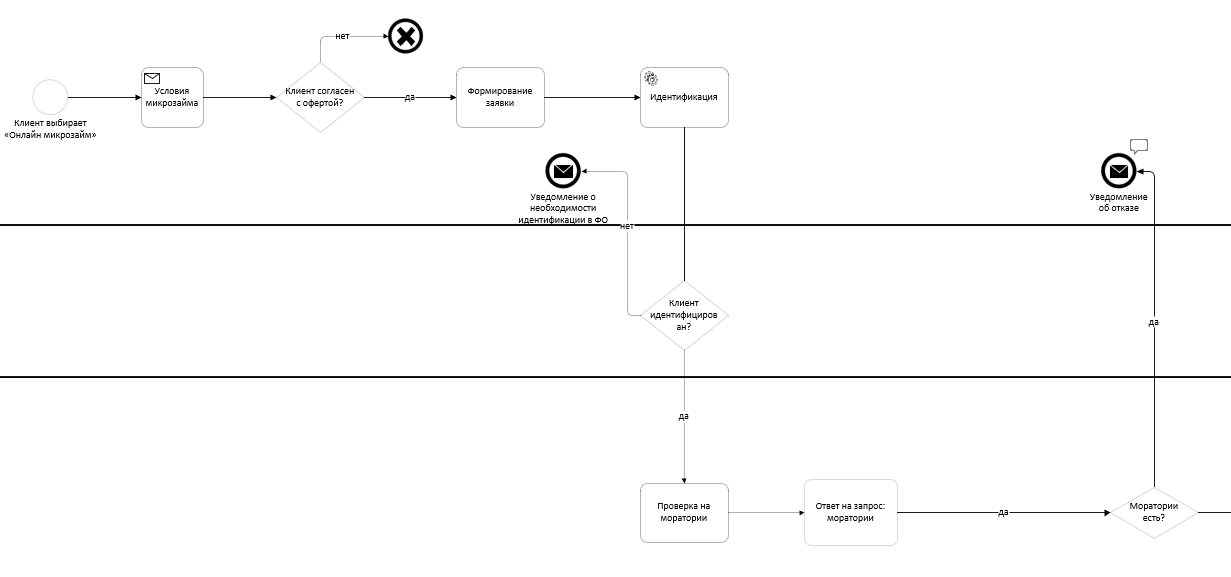 нет
Клиент выбирает
«Онлайн микрозайм»
Условия
микрозайма
Клиент согласен
с офертой?
да
Формирование
заявки
Идентификация
Уведомление о
необходимости
идентификации в ФО
нет
Уведомление
об отказе
Клиент
идентифициров
ан?
да
да
Проверка на
моратории
Ответ на запрос:
моратории
да
Моратории
есть?